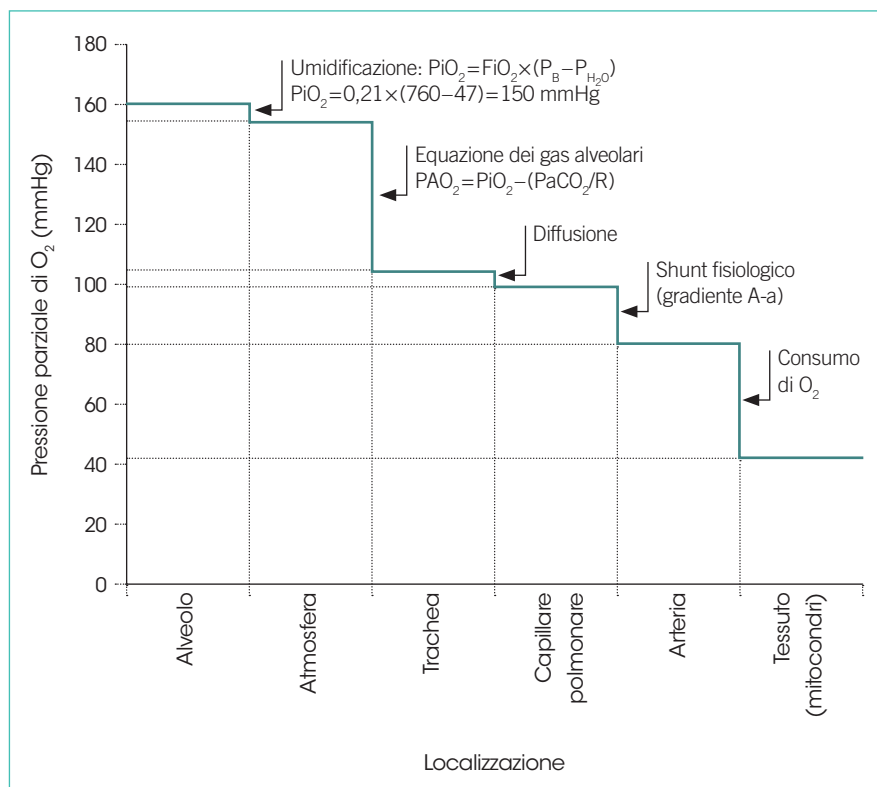 Pressione parziale di O₂ (mmHg)
180
160
140
120
100
80
60
40
20
0
Umidificazione: PiO₂=FiO₂×(P_B–P_H₂O)
PiO₂=0,21×(760–47)=150 mmHg
Equazione dei gas alveolari
PAO₂=PiO₂–(PaCO₂/R)
Diffusione
Shunt fisiologico
(gradiente A-a)
Consumo
di O₂
Alveolo
Atmosfera
Trachea
Capillare
polmonare
Arteria
Tessuto
(mitocondri)
Localizzazione